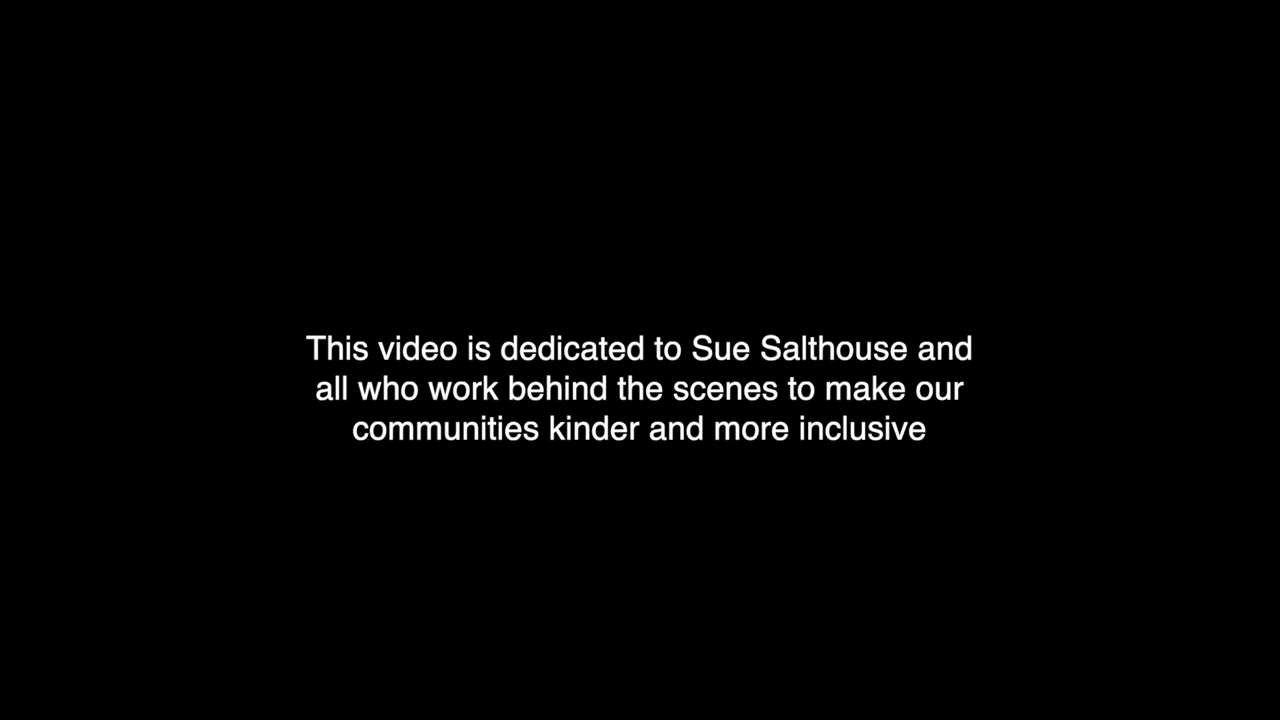 This video is dedicated to Sue Salthouse and
all who work behind the scenes to make our
communities kinder and more inclusive